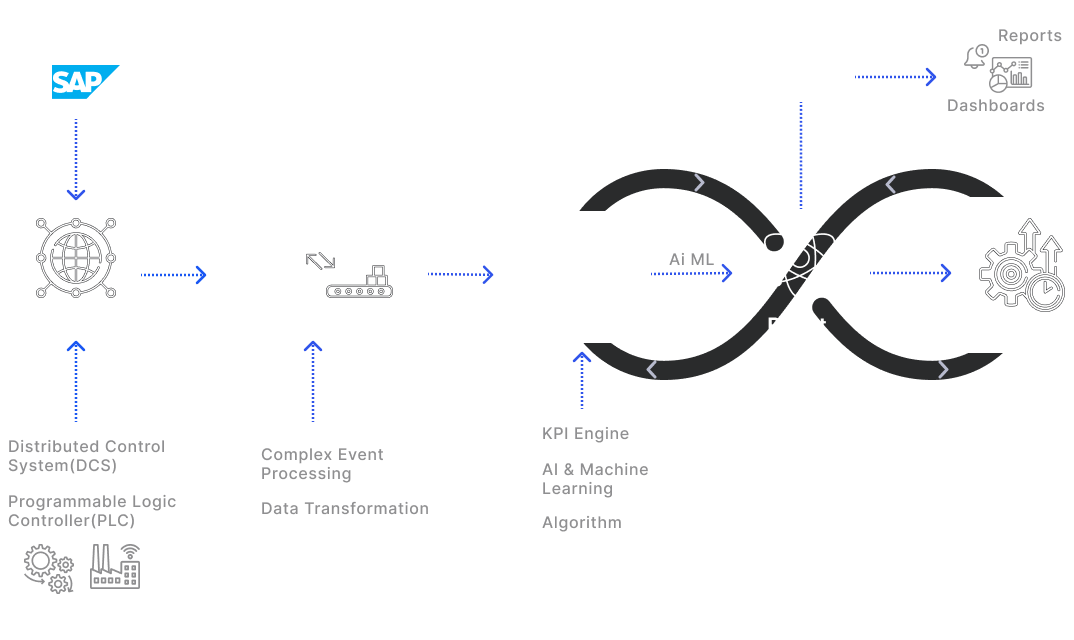 Reports
1
SAP
Dashboards
Ai ML
Distributed Control
System(DCS)
Programmable Logic
Controller(PLC)
Complex Event
Processing
Data Transformation
KPI Engine
AI & Machine
Learning
Algorithm